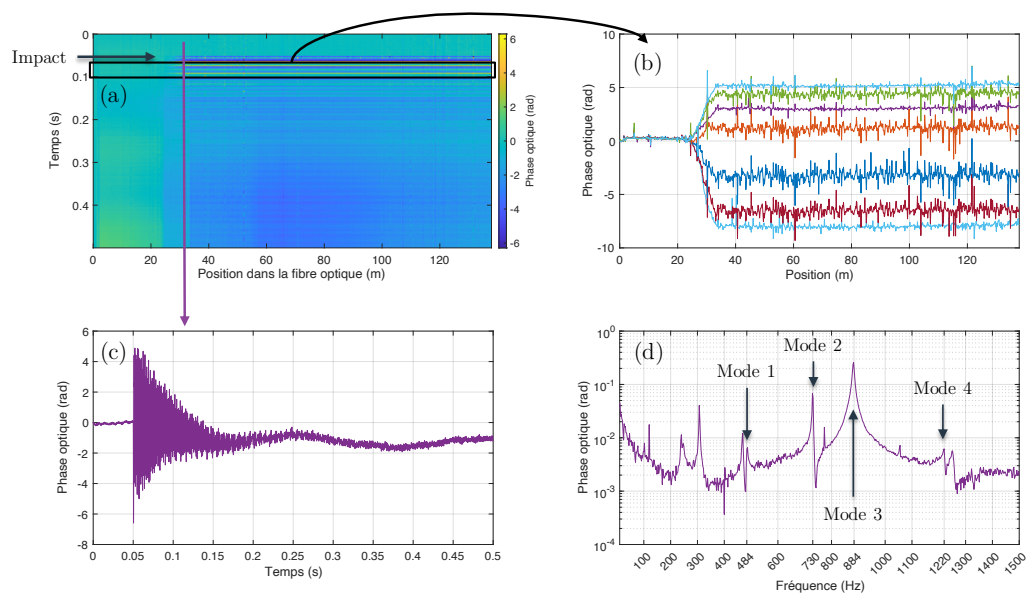 Impact
(a)
0
0.1
0.2
0.3
0.4
Temps (s)
0 20 40 60 80 100 120
Position dans la fibre optique (m)
6
4
2
0
-2
-4
-6
Phase optique (rad)
(b)
10
5
0
-5
-10
Phase optique (rad)
0 20 40 60 80 100 120
Position (m)
(c)
6
4
2
0
-2
-4
-6
-8
Phase optique (rad)
0 0.05 0.1 0.15 0.2 0.25 0.3 0.35 0.4 0.45 0.5
Temps (s)
(d)
Mode 1
Mode 2
Mode 3
Mode 4
10⁰
10⁻¹
10⁻²
10⁻³
10⁻⁴
Phase optique (rad)
100 200 300 400 484 600 730 800 884 1000 1100 1220 1300 1400 1500
Fréquence (Hz)